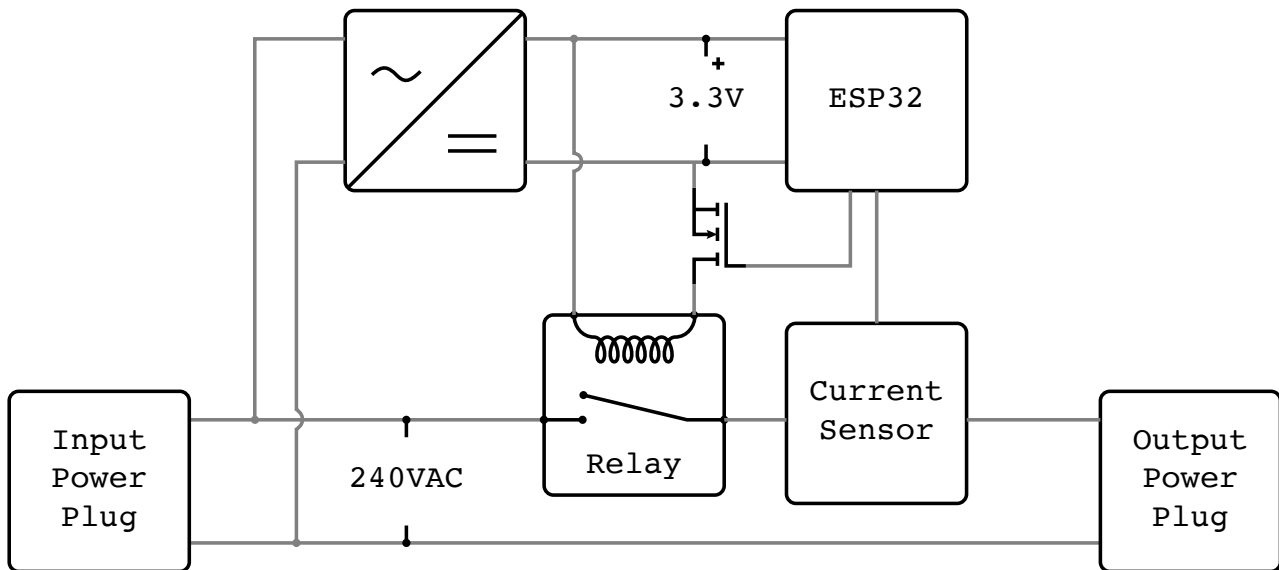 +
3.3V
ESP32
Current
Sensor
Relay
Input
Power
Plug
240VAC
Output
Power
Plug